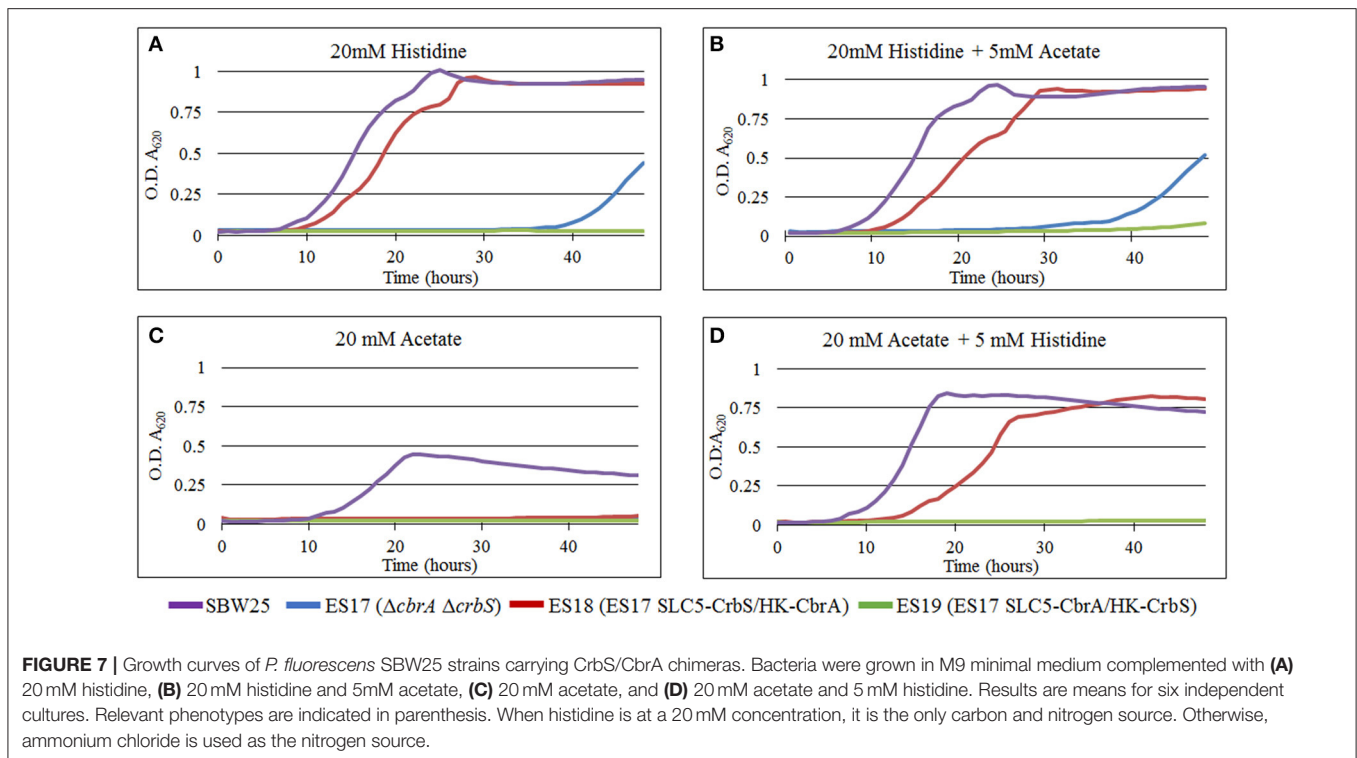 A
20mM Histidine
1
0.75
0.5
0.25
0
O.D. A620
0 10 20 30 40
Time (hours)
B
20mM Histidine + 5mM Acetate
1
0.75
0.5
0.25
0
O.D. A620
0 10 20 30 40
Time (hours)
C
20 mM Acetate
1
0.75
0.5
0.25
0
O.D. A620
0 10 20 30 40
Time (hours)
D
20 mM Acetate + 5 mM Histidine
1
0.75
0.5
0.25
0
O.D:A620
0 10 20 30 40
Time (hours)
SBW25 ES17 (ΔcbrA ΔcrbS) ES18 (ES17 SLC5-CrbS/HK-CbrA) ES19 (ES17 SLC5-CbrA/HK-CrbS)
FIGURE 7 | Growth curves of P. fluorescens SBW25 strains carrying CrbS/CbrA chimeras. Bacteria were grown in M9 minimal medium complemented with (A)
20 mM histidine, (B) 20 mM histidine and 5mM acetate, (C) 20 mM acetate, and (D) 20 mM acetate and 5 mM histidine. Results are means for six independent
cultures. Relevant phenotypes are indicated in parenthesis. When histidine is at a 20 mM concentration, it is the only carbon and nitrogen source. Otherwise,
ammonium chloride is used as the nitrogen source.